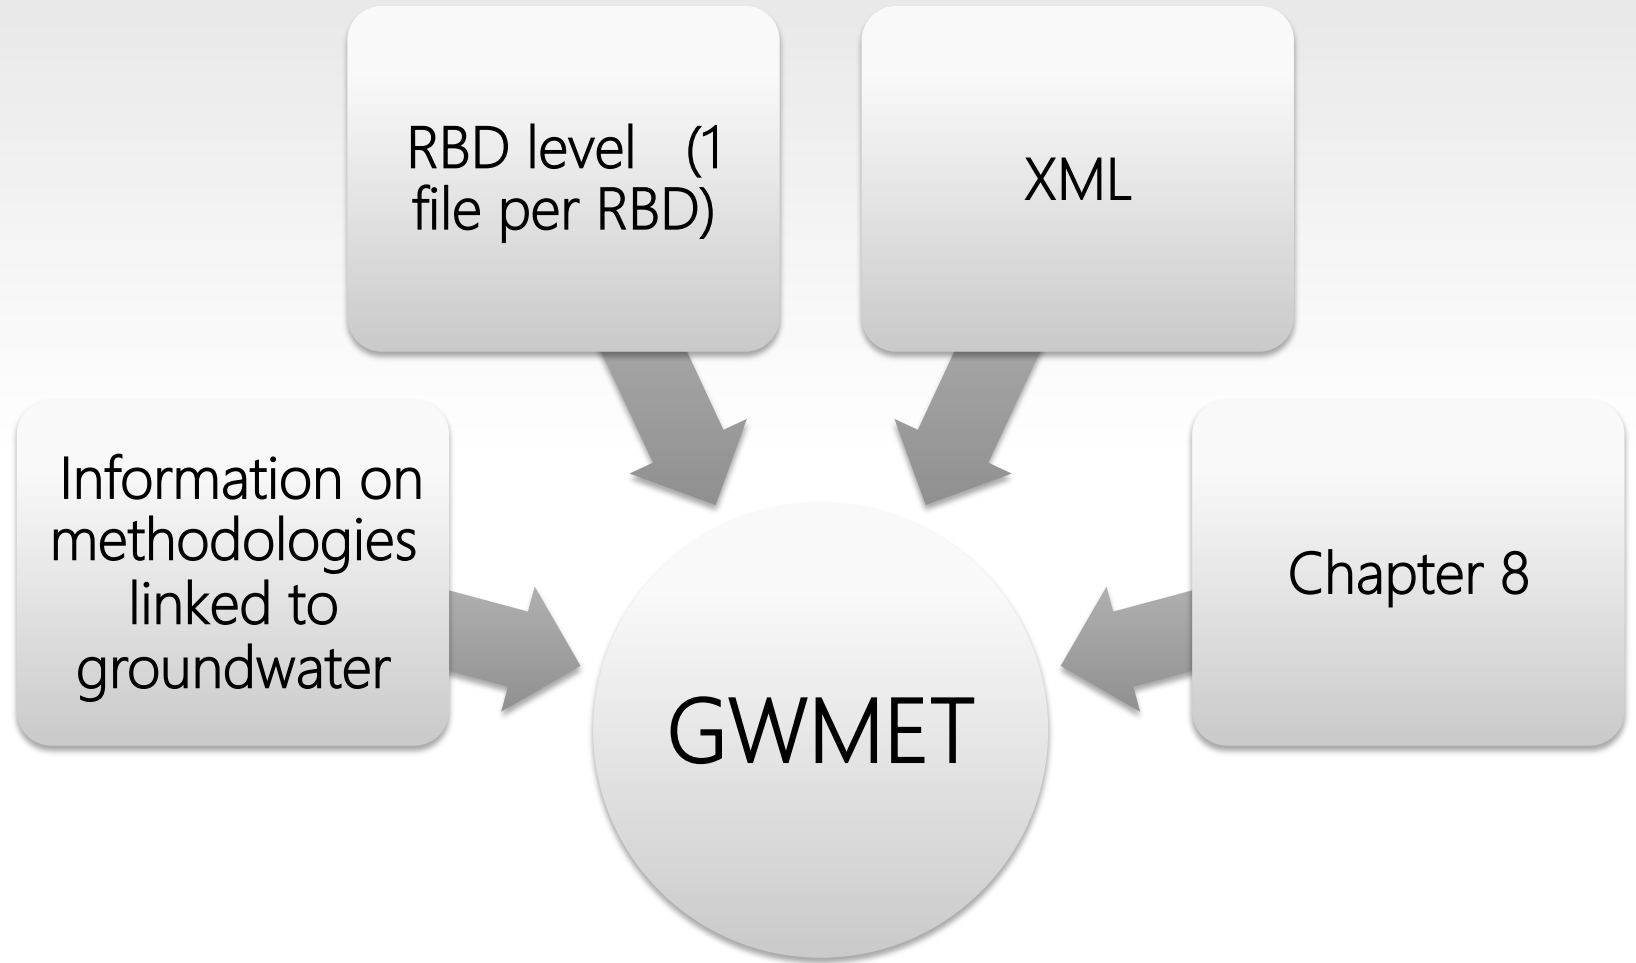 RBD level (1
file per RBD)
XML
Information on
methodologies
linked to
groundwater
Chapter 8
GWMET